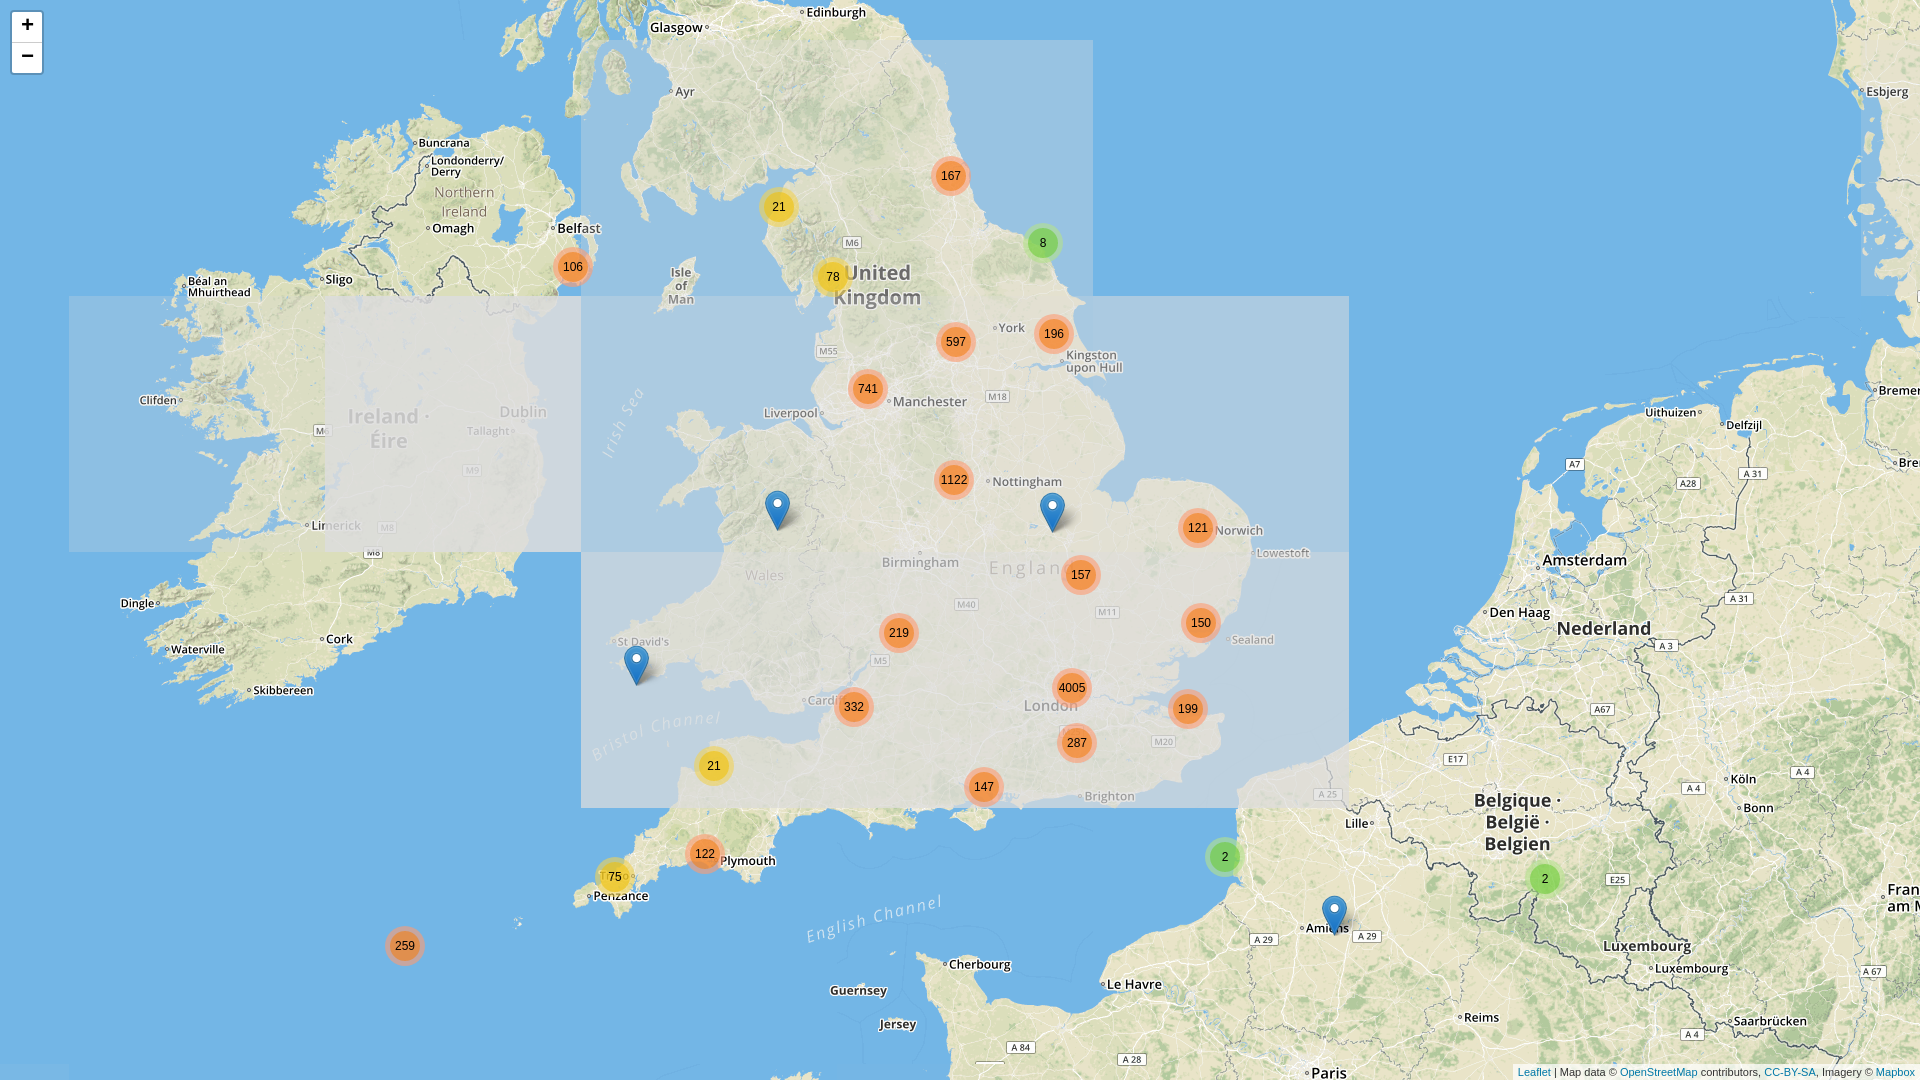 +
−
Glasgow
Edinburgh
Ayr
Esbjerg
Buncrana
Londonderry/
Derry
Northern
Ireland
Omagh
Belfast
167
21
8
M6
106
78
United
Kingdom
Isle
of
Man
Sligo
Béal an
Mhuirthead
York
196
597
Kingston
upon Hull
M55
741
Manchester
M18
Liverpool
Irish Sea
Clifden
Ireland ·
Éire
Dublin
Tallaght
M6
M9
Limerick
M8
M8
1122
Nottingham
121
Norwich
Lowestoft
Birmingham
England
157
Wales
M40
M11
150
Sealand
219
St David's
M5
Dingle
Waterville
Cork
Skibbereen
332
4005
London
199
287
M20
Bristol Channel
21
147
Brighton
122
Plymouth
75
Penzance
259
English Channel
Guernsey
Jersey
Cherbourg
Le Havre
A 84
A 28
Paris
Reims
A 29
Amiens
A 29
2
Lille
A 25
E17
Belgique ·
België ·
Belgien
2
E25
Luxembourg
Luxembourg
Saarbrücken
A 4
A 67
Köln
Bonn
A 4
A 4
A67
A 3
Nederland
Den Haag
Amsterdam
A 31
A 31
A28
A7
Uithuizen
Delfzijl
Leaflet | Map data © OpenStreetMap contributors, CC-BY-SA, Imagery © Mapbox